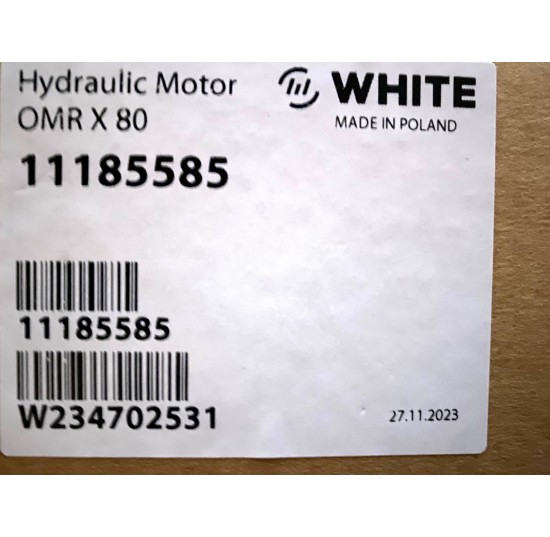 Hydraulic Motor
OMR X 80
WHITE
MADE IN POLAND
11185585
11185585
W234702531
27.11.2023